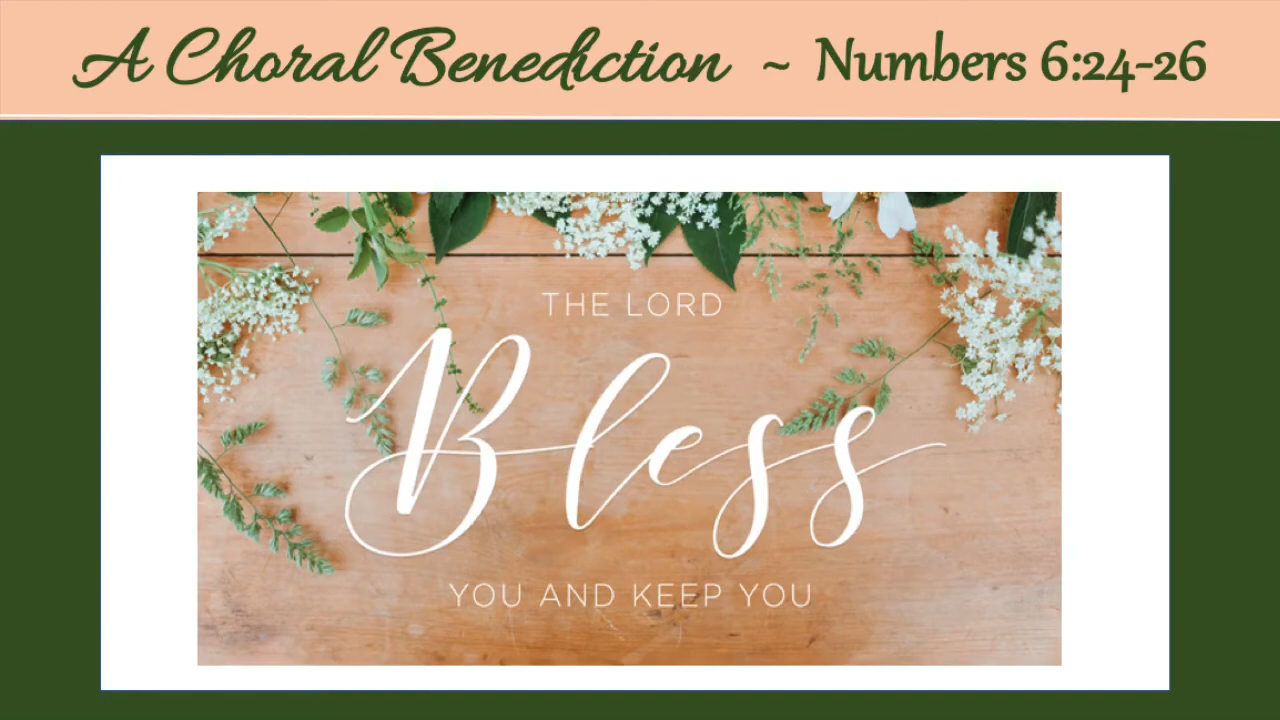 A Choral Benediction ~ Numbers 6:24-26
THE LORD
Bless
YOU AND KEEP YOU